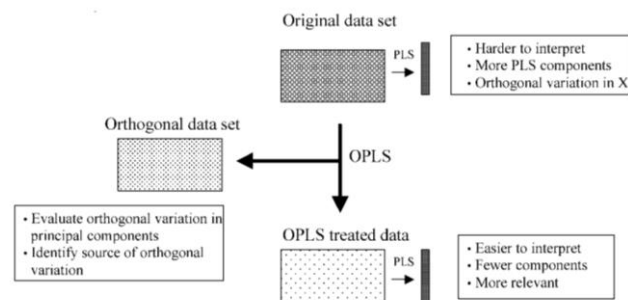 Original data set
PLS
• Harder to interpret
• More PLS components
• Orthogonal variation in X
Orthogonal data set
OPLS
• Evaluate orthogonal variation in
principal components
• Identify source of orthogonal
variation
OPLS treated data
PLS
• Easier to interpret
• Fewer components
• More relevant